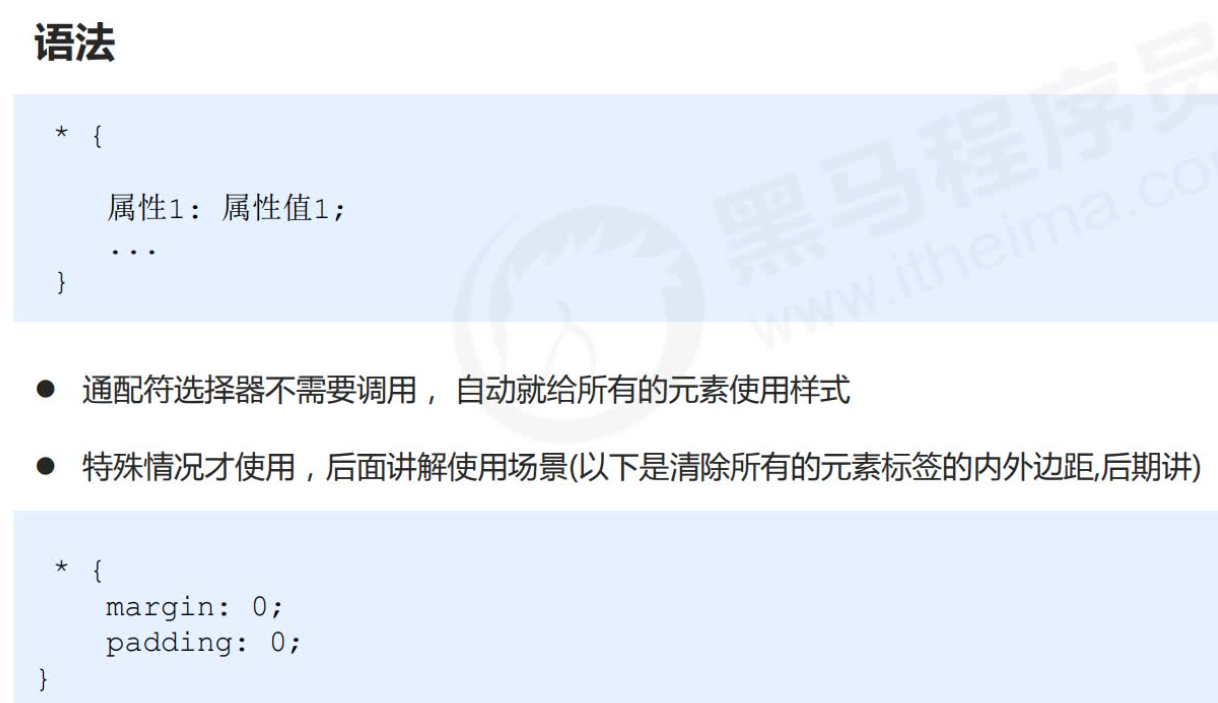 语法
* {
属性1: 属性值1;
...
}
● 通配符选择器不需要调用，自动就给所有的元素使用样式
● 特殊情况才使用，后面讲解使用场景(以下是清除所有的元素标签的内外边距,后期讲)
* {
margin: 0;
padding: 0;
}
黑马程序员
www.itheima.co